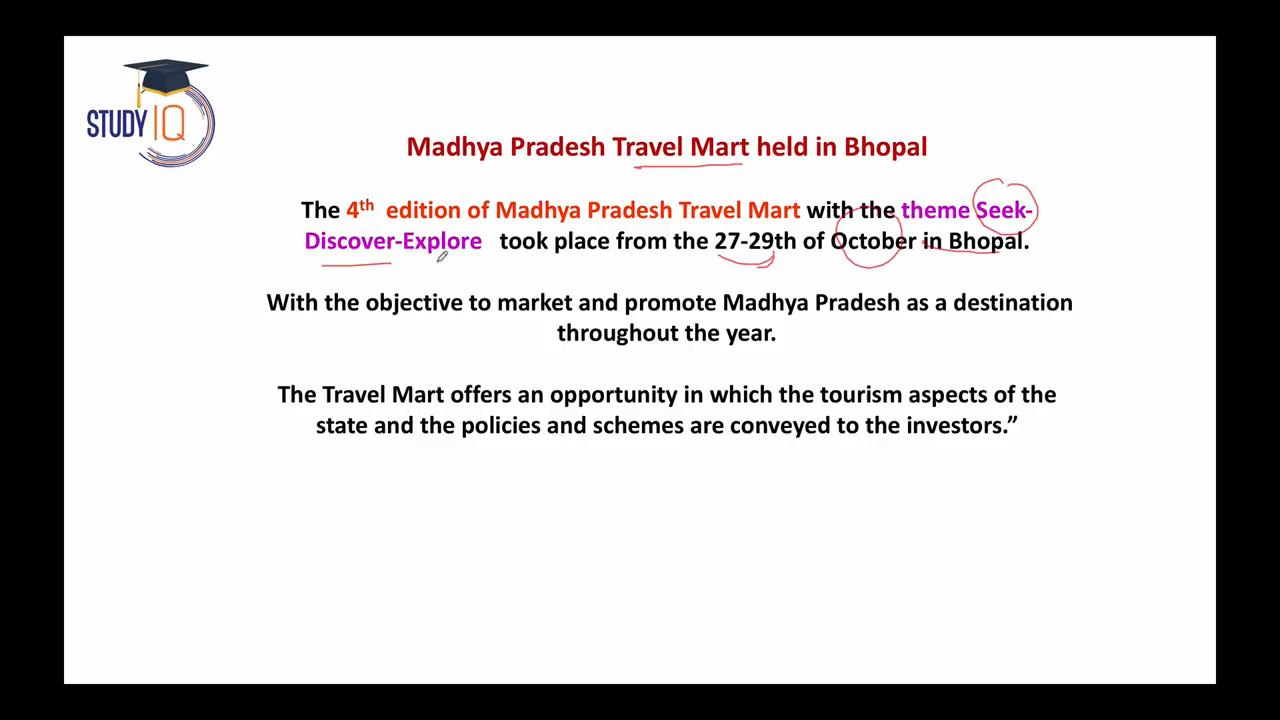 STUDY IQ
Madhya Pradesh Travel Mart held in Bhopal
The 4th edition of Madhya Pradesh Travel Mart with the theme Seek-
Discover-Explore took place from the 27-29th of October in Bhopal.
With the objective to market and promote Madhya Pradesh as a destination
throughout the year.
The Travel Mart offers an opportunity in which the tourism aspects of the
state and the policies and schemes are conveyed to the investors.”